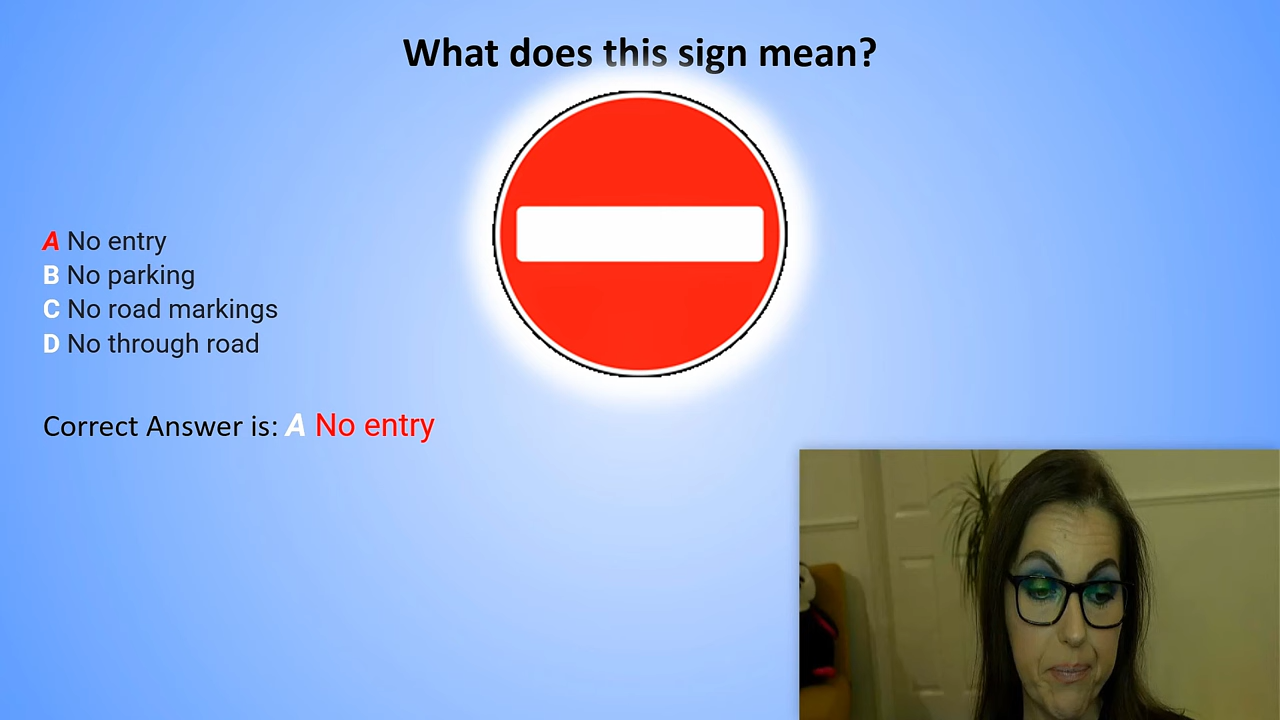 What does this sign mean?
A No entry
B No parking
C No road markings
D No through road
Correct Answer is: A No entry